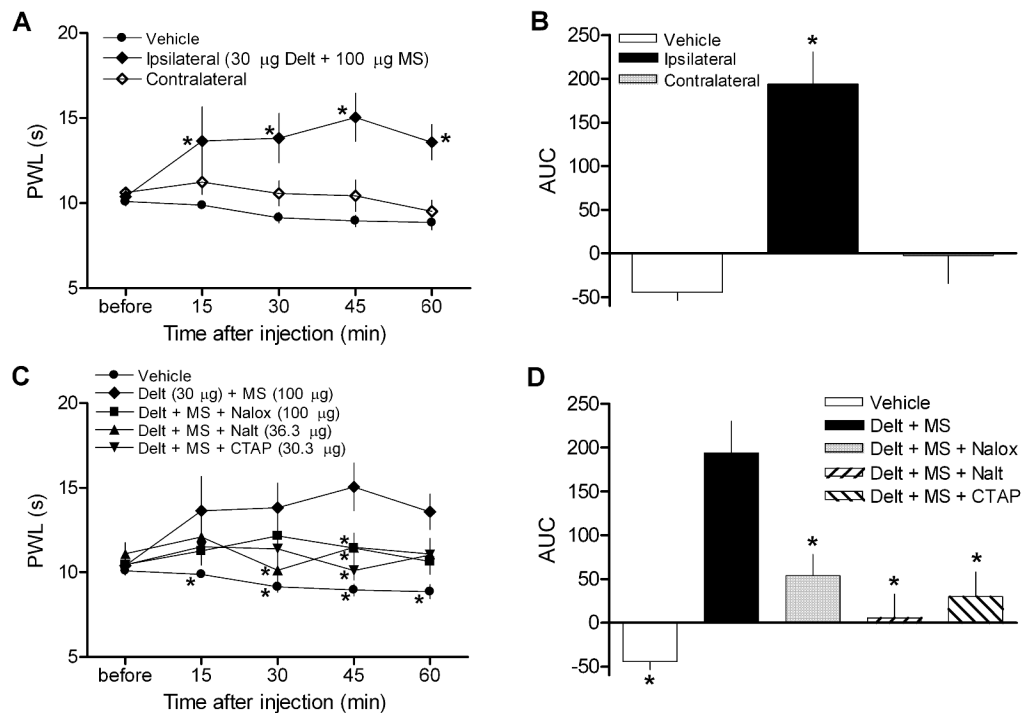 A
20
15
10
5
PWL (s)
Vehicle
Ipsilateral (30 µg Delt + 100 µg MS)
Contralateral
*
*
*
*
before 15 30 45 60
Time after injection (min)
B
250
200
150
100
50
0
-50
AUC
Vehicle
Ipsilateral
Contralateral
*
C
20
15
10
5
PWL (s)
Vehicle
Delt (30 µg) + MS (100 µg)
Delt + MS + Nalox (100 µg)
Delt + MS + Nalt (36.3 µg)
Delt + MS + CTAP (30.3 µg)
*
*
*
*
*
*
*
*
*
before 15 30 45 60
Time after injection (min)
D
250
200
150
100
50
0
-50
AUC
Vehicle
Delt + MS
Delt + MS + Nalox
Delt + MS + Nalt
Delt + MS + CTAP
*
*
*
*